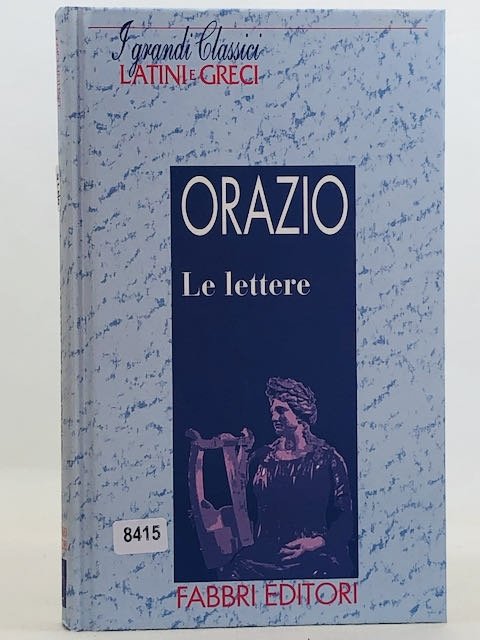 I grandi Classici
LATINI E GRECI
ORAZIO
Le lettere
8415
FABBRI EDITORI